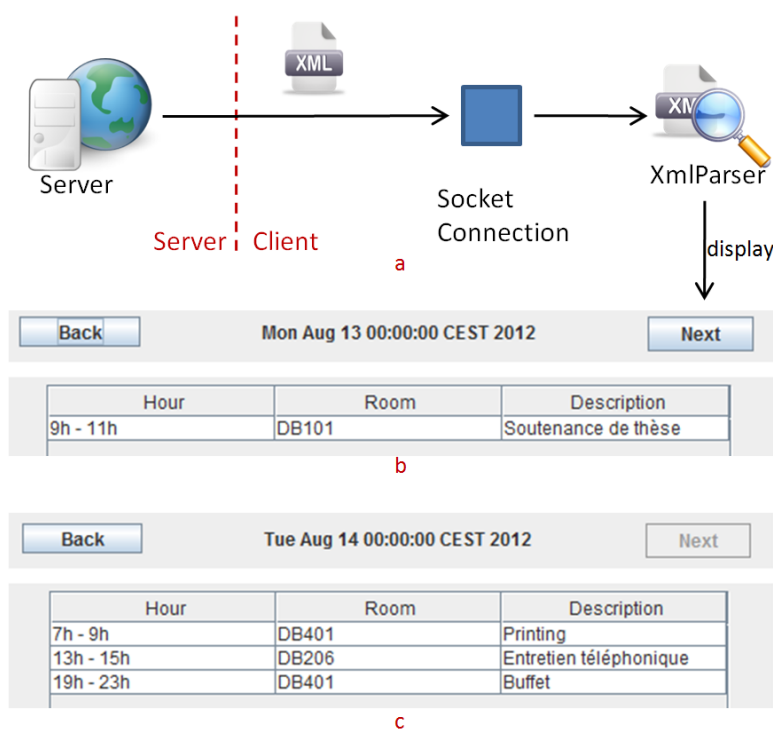 XML
XM
Server
XmlParser
Socket
Connection
Server
Client
a
display
Back
Mon Aug 13 00:00:00 CEST 2012
Next
Hour Room Description
9h - 11h DB101 Soutenance de thèse
b
Back
Tue Aug 14 00:00:00 CEST 2012
Next
Hour Room Description
7h - 9h DB401 Printing
13h - 15h DB206 Entretien téléphonique
19h - 23h DB401 Buffet
c